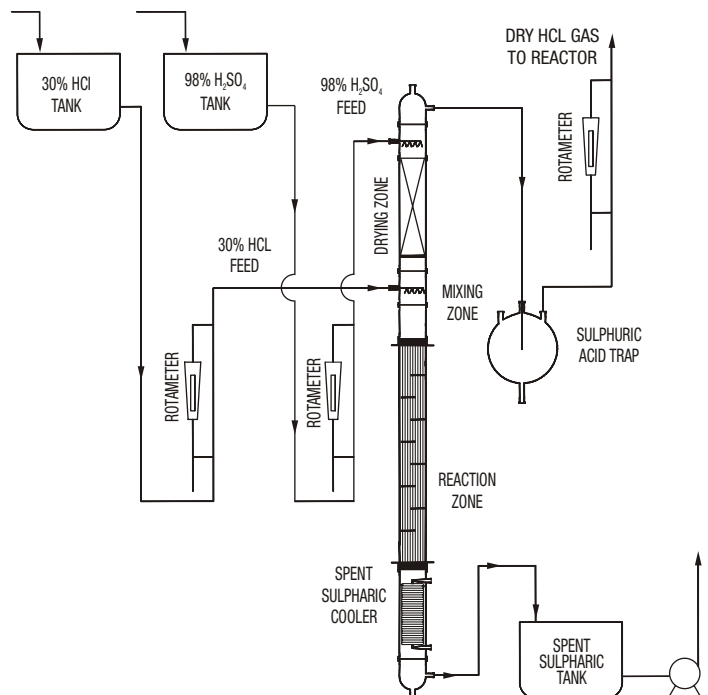 30% HCl
TANK
98% H₂SO₄
TANK
98% H₂SO₄
FEED
DRY HCL GAS
TO REACTOR
ROTAMETER
DRYING ZONE
30% HCL
FEED
MIXING
ZONE
SULPHURIC
ACID TRAP
ROTAMETER
ROTAMETER
REACTION
ZONE
SPENT
SULPHARIC
COOLER
SPENT
SULPHARIC
TANK